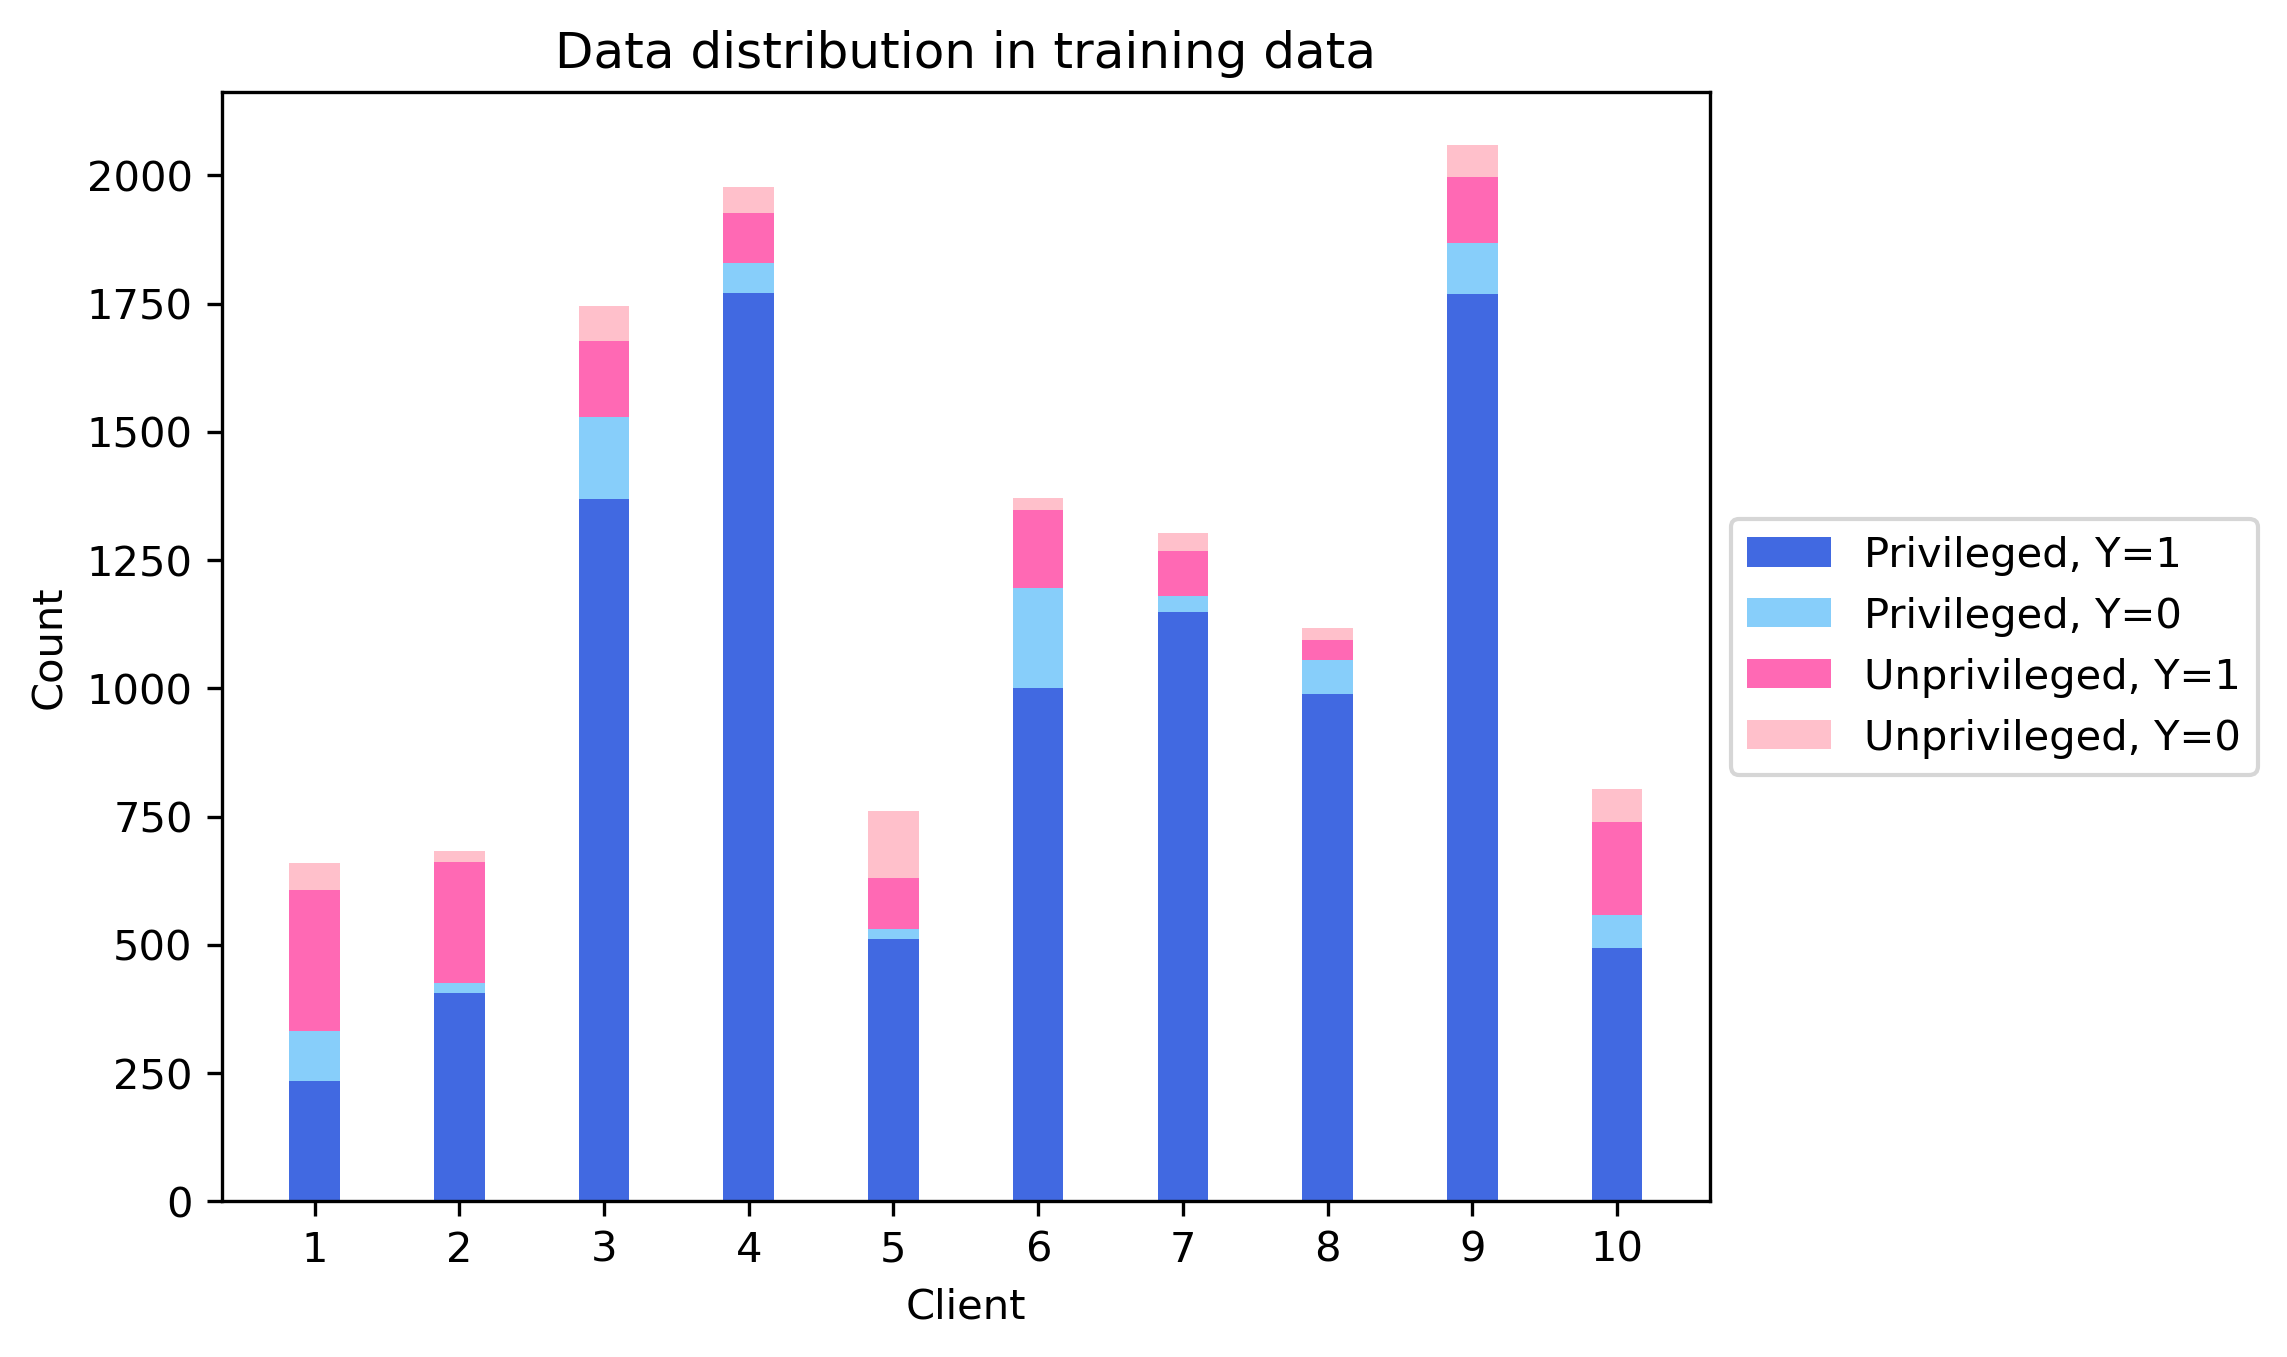 Data distribution in training data
2000
1750
1500
1250
1000
750
500
250
0
Count
1 2 3 4 5 6 7 8 9 10
Client
Privileged, Y=1
Privileged, Y=0
Unprivileged, Y=1
Unprivileged, Y=0